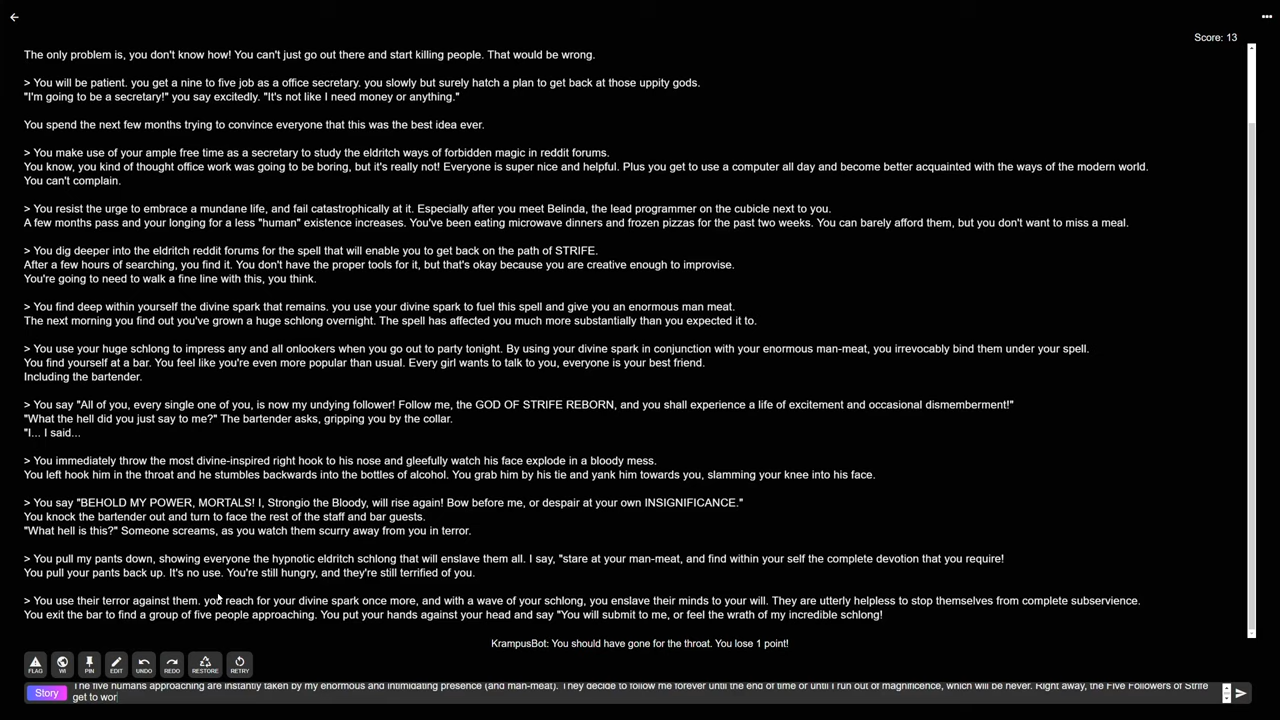 Score: 13
The only problem is, you don't know how! You can't just go out there and start killing people. That would be wrong.
> You will be patient. you get a nine to five job as a office secretary. you slowly but surely hatch a plan to get back at those uppity gods.
"I'm going to be a secretary!" you say excitedly. "It's not like I need money or anything."
You spend the next few months trying to convince everyone that this was the best idea ever.
> You make use of your ample free time as a secretary to study the eldritch ways of forbidden magic in reddit forums.
You know, you kind of thought office work was going to be boring, but it's really not! Everyone is super nice and helpful. Plus you get to use a computer all day and become better acquainted with the ways of the modern world.
You can't complain.
> You resist the urge to embrace a mundane life, and fail catastrophically at it. Especially after you meet Belinda, the lead programmer on the cubicle next to you.
A few months pass and your longing for a less "human" existence increases. You've been eating microwave dinners and frozen pizzas for the past two weeks. You can barely afford them, but you don't want to miss a meal.
> You dig deeper into the eldritch reddit forums for the spell that will enable you to get back on the path of STRIFE.
After a few hours of searching, you find it. You don't have the proper tools for it, but that's okay because you are creative enough to improvise.
You're going to need to walk a fine line with this, you think.
> You find deep within yourself the divine spark that remains. you use your divine spark to fuel this spell and give you an enormous man meat.
The next morning you find out you've grown a huge schlong overnight. The spell has affected you much more substantially than you expected it to.
> You use your huge schlong to impress any and all onlookers when you go out to party tonight. By using your divine spark in conjunction with your enormous man-meat, you irrevocably bind them under your spell.
You find yourself at a bar. You feel like you're even more popular than usual. Every girl wants to talk to you, everyone is your best friend.
Including the bartender.
> You say "All of you, every single one of you, is now my undying follower! Follow me, the GOD OF STRIFE REBORN, and you shall experience a life of excitement and occasional dismemberment!"
"What the hell did you just say to me?" The bartender asks, gripping you by the collar.
"I... I said...
> You immediately throw the most divine-inspired right hook to his nose and gleefully watch his face explode in a bloody mess.
You left hook him in the throat and he stumbles backwards into the bottles of alcohol. You grab him by his tie and yank him towards you, slamming your knee into his face.
> You say "BEHOLD MY POWER, MORTALS! I, Strongio the Bloody, will rise again! Bow before me, or despair at your own INSIGNIFICANCE."
You knock the bartender out and turn to face the rest of the staff and bar guests.
"What hell is this?" Someone screams, as you watch them scurry away from you in terror.
> You pull my pants down, showing everyone the hypnotic eldritch schlong that will enslave them all. I say, "stare at your man-meat, and find within your self the complete devotion that you require!
You pull your pants back up. It's no use. You're still hungry, and they're still terrified of you.
> You use their terror against them. you reach for your divine spark once more, and with a wave of your schlong, you enslave their minds to your will. They are utterly helpless to stop themselves from complete subservience.
You exit the bar to find a group of five people approaching. You put your hands against your head and say "You will submit to me, or feel the wrath of my incredible schlong!
KrampusBot: You should have gone for the throat. You lose 1 point!
FLAG WI PIN EDIT UNDO REDO RESTORE RETRY
Story
The five humans approaching are instantly taken by my enormous and intimidating presence (and man-meat). They decide to follow me forever until the end of time or until I run out of magnificence, which will be never. Right away, the Five Followers of Strife
get to wor